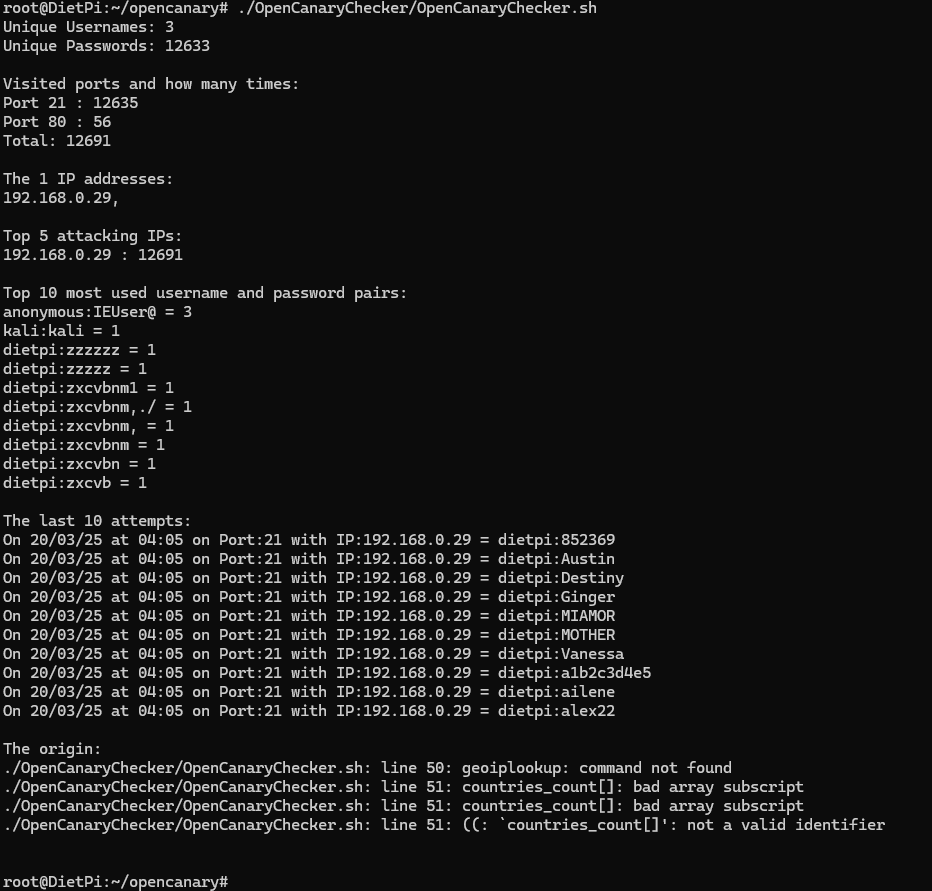 root@DietPi:~/opencanary# ./OpenCanaryChecker/OpenCanaryChecker.sh
Unique Usernames: 3
Unique Passwords: 12633
Visited ports and how many times:
Port 21 : 12635
Port 80 : 56
Total: 12691
The 1 IP addresses:
192.168.0.29,
Top 5 attacking IPs:
192.168.0.29 : 12691
Top 10 most used username and password pairs:
anonymous:IEUser@ = 3
kali:kali = 1
dietpi:zzzzzz = 1
dietpi:zzzzz = 1
dietpi:zxcvbnm1 = 1
dietpi:zxcvbnm,./ = 1
dietpi:zxcvbnm, = 1
dietpi:zxcvbnm = 1
dietpi:zxcvbn = 1
dietpi:zxcvb = 1
The last 10 attempts:
On 20/03/25 at 04:05 on Port:21 with IP:192.168.0.29 = dietpi:852369
On 20/03/25 at 04:05 on Port:21 with IP:192.168.0.29 = dietpi:Austin
On 20/03/25 at 04:05 on Port:21 with IP:192.168.0.29 = dietpi:Destiny
On 20/03/25 at 04:05 on Port:21 with IP:192.168.0.29 = dietpi:Ginger
On 20/03/25 at 04:05 on Port:21 with IP:192.168.0.29 = dietpi:MIAMOR
On 20/03/25 at 04:05 on Port:21 with IP:192.168.0.29 = dietpi:MOTHER
On 20/03/25 at 04:05 on Port:21 with IP:192.168.0.29 = dietpi:Vanessa
On 20/03/25 at 04:05 on Port:21 with IP:192.168.0.29 = dietpi:a1b2c3d4e5
On 20/03/25 at 04:05 on Port:21 with IP:192.168.0.29 = dietpi:ailene
On 20/03/25 at 04:05 on Port:21 with IP:192.168.0.29 = dietpi:alex22
The origin:
./OpenCanaryChecker/OpenCanaryChecker.sh: line 50: geoiplookup: command not found
./OpenCanaryChecker/OpenCanaryChecker.sh: line 51: countries_count[]: bad array subscript
./OpenCanaryChecker/OpenCanaryChecker.sh: line 51: countries_count[]: bad array subscript
./OpenCanaryChecker/OpenCanaryChecker.sh: line 51: ((: `countries_count[]': not a valid identifier
root@DietPi:~/opencanary#